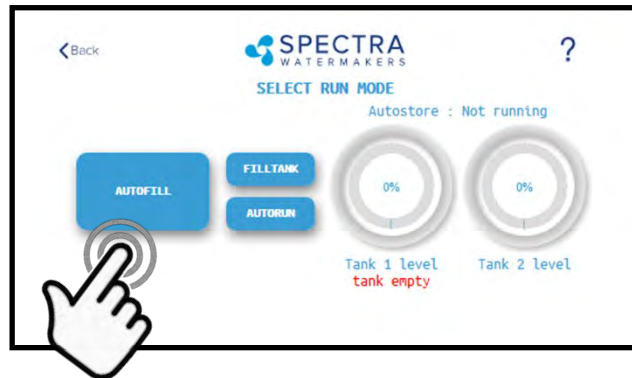 Back
SPECTRA
WATERMAKERS
?
SELECT RUN MODE
Autostore : Not running
AUTOFILL
FILLTANK
AUTORUN
0%
0%
Tank 1 level
Tank 2 level
tank empty